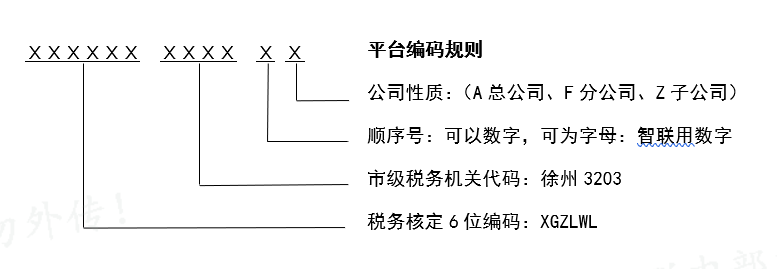 XXXXXX XXXX X X 平台编码规则
公司性质：（A 总公司、F 分公司、Z 子公司）
顺序号：可以数字，可为字母：智联用数字
市级税务机关代码：徐州 3203
税务核定 6 位编码：XGZLWL
勿外传！